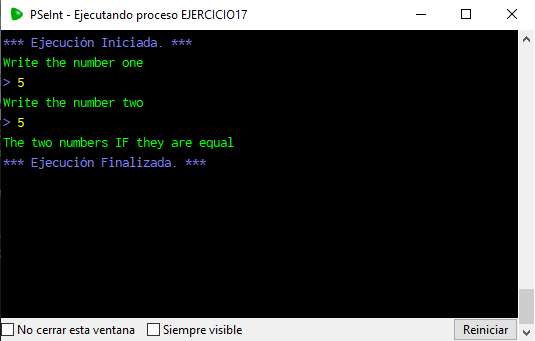 PSeInt - Ejecutando proceso EJERCICIO17
*** Ejecución Iniciada. ***
Write the number one
> 5
Write the number two
> 5
The two numbers IF they are equal
*** Ejecución Finalizada. ***
No cerrar esta ventana
Siempre visible
Reiniciar